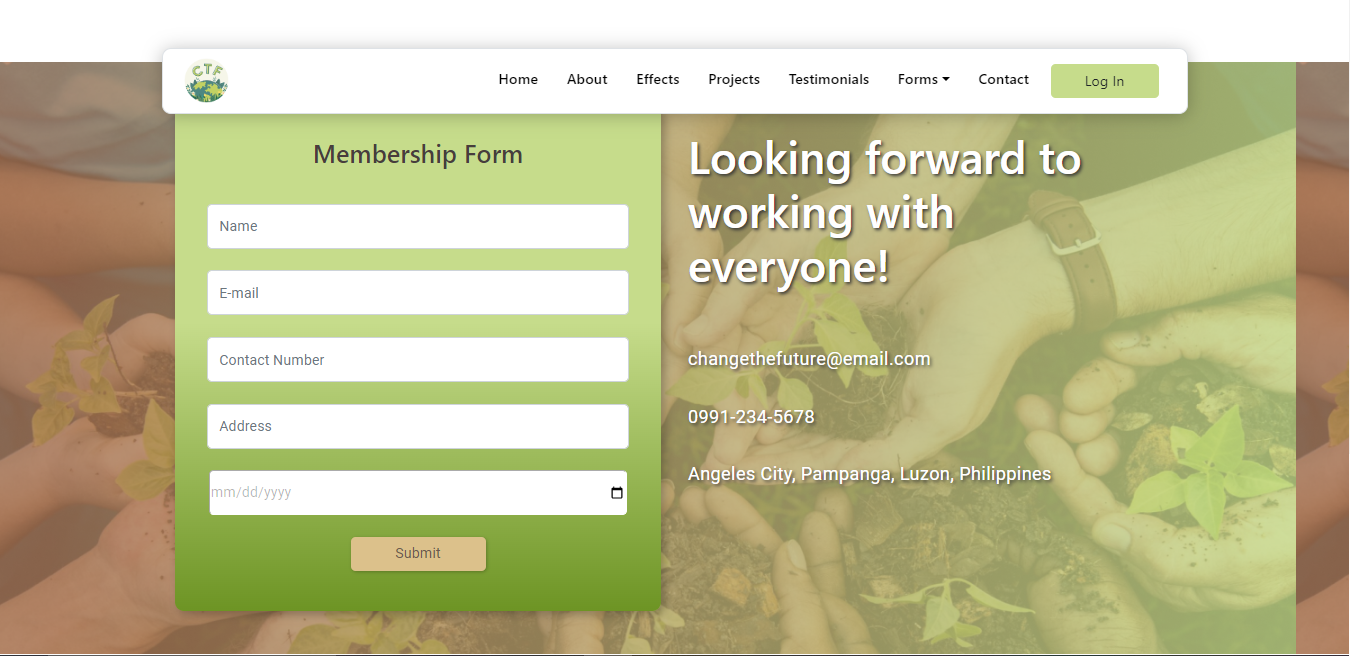 CTF
Home About Effects Projects Testimonials Forms Contact Log In
Membership Form
Name
E-mail
Contact Number
Address
mm/dd/yyyy
Submit
Looking forward to
working with
everyone!
changethefuture@email.com
0991-234-5678
Angeles City, Pampanga, Luzon, Philippines